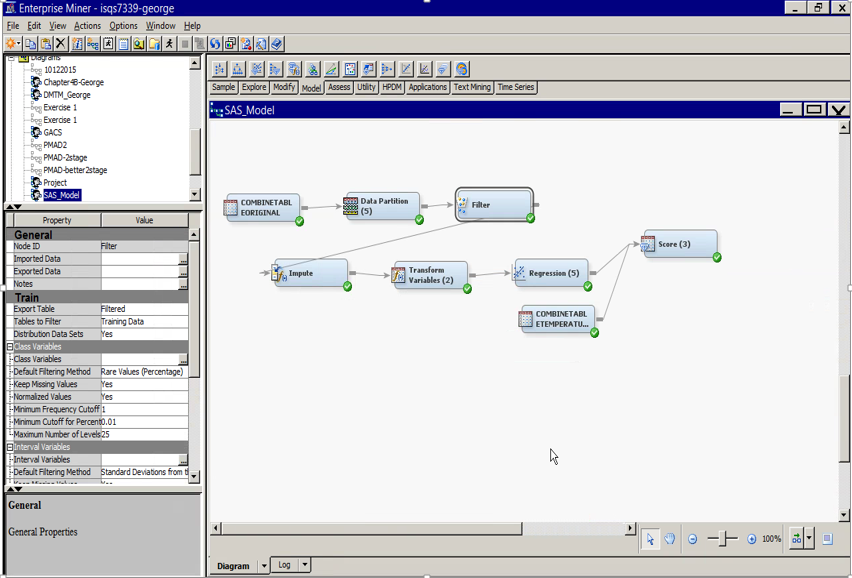 Enterprise Miner - isqs7339-george
File Edit View Actions Options Window Help
Diagrams
10122015
Chapter4B-George
DMTM_George
Exercise 1
Exercise 1
GACS
PMAD2
PMAD-2stage
PMAD-better2stage
Project
SAS_Model
Sample Explore Modify Model Assess Utility HPDM Applications Text Mining Time Series
SAS_Model
Property Value
General
Node ID Filter
Imported Data ...
Exported Data ...
Notes ...
Train
Export Table Filtered
Tables to Filter Training Data
Distribution Data Sets Yes
Class Variables
Class Variables ...
Default Filtering Method Rare Values (Percentage)
Keep Missing Values Yes
Normalized Values Yes
Minimum Frequency Cutoff 1
Minimum Cutoff for Percent 0.01
Maximum Number of Levels 25
Interval Variables
Interval Variables ...
Default Filtering Method Standard Deviations from t
General
General Properties
COMBINETABL
EORIGINAL
Data Partition
(5)
Filter
Impute
Transform
Variables (2)
Regression (5)
Score (3)
COMBINETABL
ETEMPERATU...
100%
Diagram Log